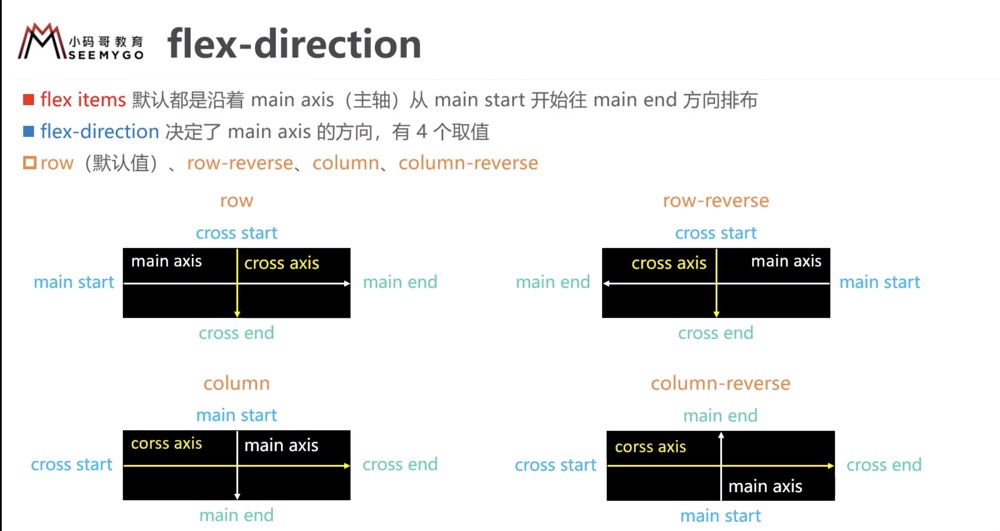 小码哥教育
SEEMYGO
flex-direction
flex items 默认都是沿着 main axis（主轴）从 main start 开始往 main end 方向排布
flex-direction 决定了 main axis 的方向，有 4 个取值
row（默认值）、row-reverse、column、column-reverse
row
cross start
main axis
cross axis
main start
main end
cross end
row-reverse
cross start
cross axis
main axis
main end
main start
cross end
column
main start
corss axis
main axis
cross start
cross end
main end
column-reverse
main end
corss axis
cross start
cross end
main axis
main start